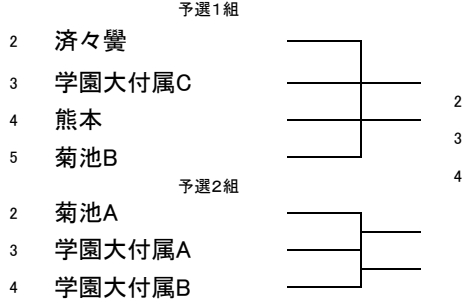 予選1組
2 済々黌
3 学園大付属C
2
4 熊本
3
5 菊池B
4
予選2組
2 菊池A
3 学園大付属A
4 学園大付属B